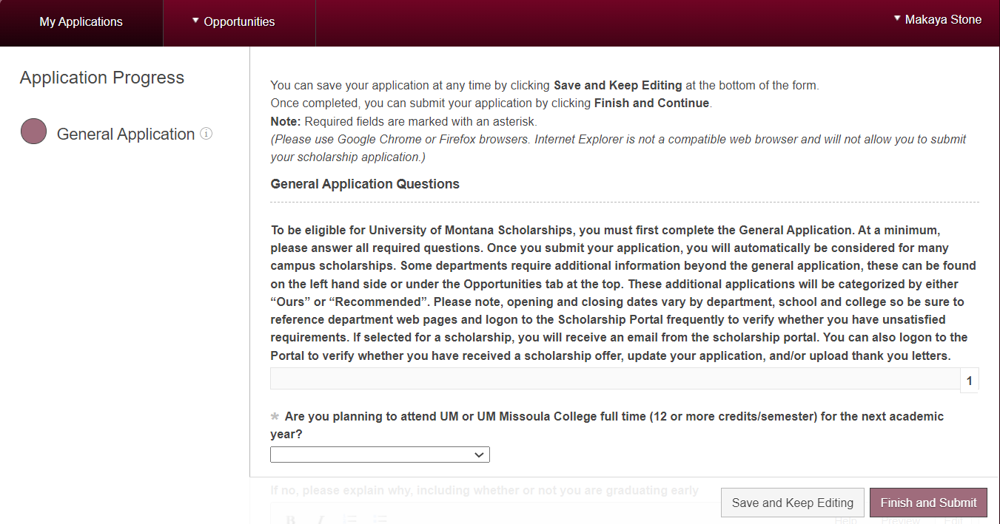 My Applications
Opportunities
Makaya Stone
Application Progress
General Application
You can save your application at any time by clicking Save and Keep Editing at the bottom of the form.
Once completed, you can submit your application by clicking Finish and Continue.
Note: Required fields are marked with an asterisk.
(Please use Google Chrome or Firefox browsers. Internet Explorer is not a compatible web browser and will not allow you to submit
your scholarship application.)
General Application Questions
To be eligible for University of Montana Scholarships, you must first complete the General Application. At a minimum,
please answer all required questions. Once you submit your application, you will automatically be considered for many
campus scholarships. Some departments require additional information beyond the general application, these can be found
on the left hand side or under the Opportunities tab at the top. These additional applications will be categorized by either
“Ours” or “Recommended”. Please note, opening and closing dates vary by department, school and college so be sure to
reference department web pages and logon to the Scholarship Portal frequently to verify whether you have unsatisfied
requirements. If selected for a scholarship, you will receive an email from the scholarship portal. You can also logon to the
Portal to verify whether you have received a scholarship offer, update your application, and/or upload thank you letters.
1
* Are you planning to attend UM or UM Missoula College full time (12 or more credits/semester) for the next academic
year?
If no, please explain why, including whether or not you are graduating early
Save and Keep Editing
Finish and Submit
B I
Help Preview Edit